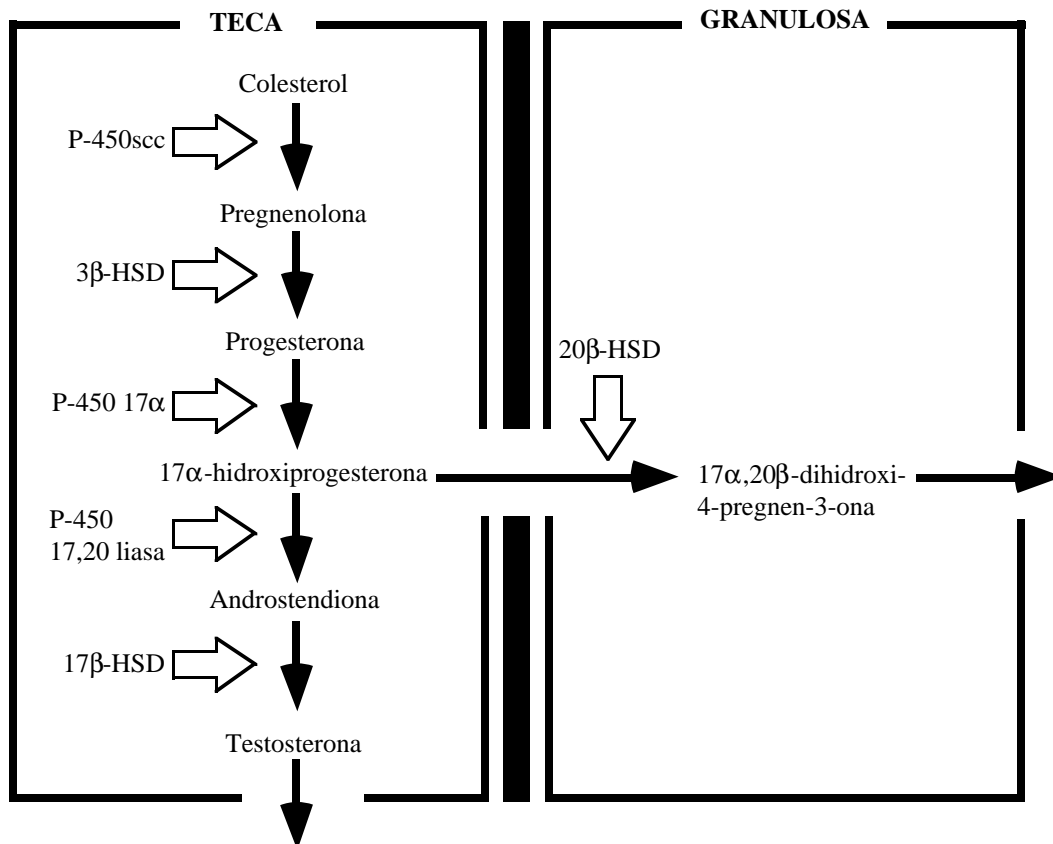 TECA
GRANULOSA
Colesterol
P-450scc
Pregnenolona
3β-HSD
Progesterona
20β-HSD
P-450 17α
17α-hidroxiprogesterona
17α,20β-dihidroxi-
4-pregnen-3-ona
P-450
17,20 liasa
Androstendiona
17β-HSD
Testosterona